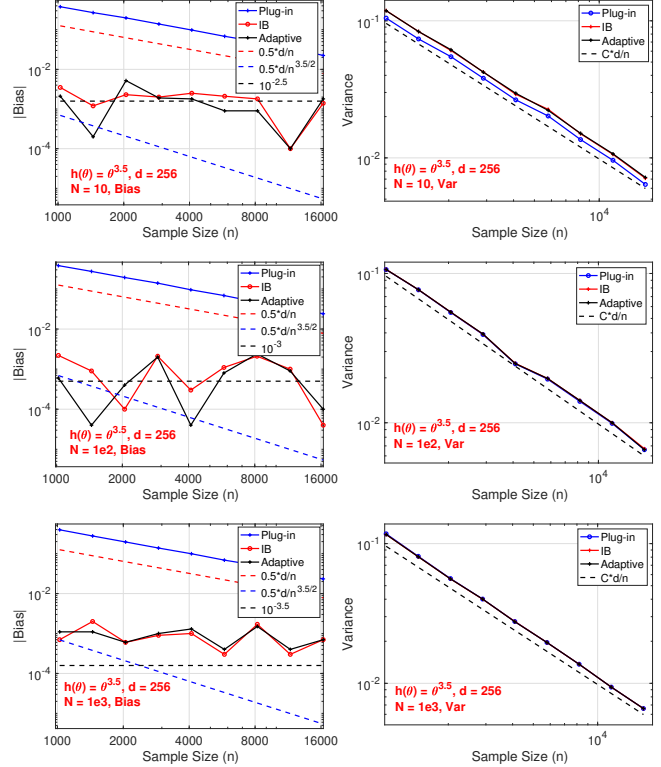 |Bias|
10^-2
10^-4
Plug-in
IB
Adaptive
0.5*d/n
0.5*d/n^3.5/2
10^-2.5
h(θ) = θ^3.5, d = 256
N = 10, Bias
1000 2000 4000 8000 16000
Sample Size (n)
Variance
10^-1
10^-2
Plug-in
IB
Adaptive
C*d/n
h(θ) = θ^3.5, d = 256
N = 10, Var
10^4
Sample Size (n)
|Bias|
10^-2
10^-4
Plug-in
IB
Adaptive
0.5*d/n
0.5*d/n^3.5/2
10^-3
h(θ) = θ^3.5, d = 256
N = 1e2, Bias
1000 2000 4000 8000 16000
Sample Size (n)
Variance
10^-1
10^-2
Plug-in
IB
Adaptive
C*d/n
h(θ) = θ^3.5, d = 256
N = 1e2, Var
10^4
Sample Size (n)
|Bias|
10^-2
10^-4
Plug-in
IB
Adaptive
0.5*d/n
0.5*d/n^3.5/2
10^-3.5
h(θ) = θ^3.5, d = 256
N = 1e3, Bias
1000 2000 4000 8000 16000
Sample Size (n)
Variance
10^-1
10^-2
Plug-in
IB
Adaptive
C*d/n
h(θ) = θ^3.5, d = 256
N = 1e3, Var
10^4
Sample Size (n)